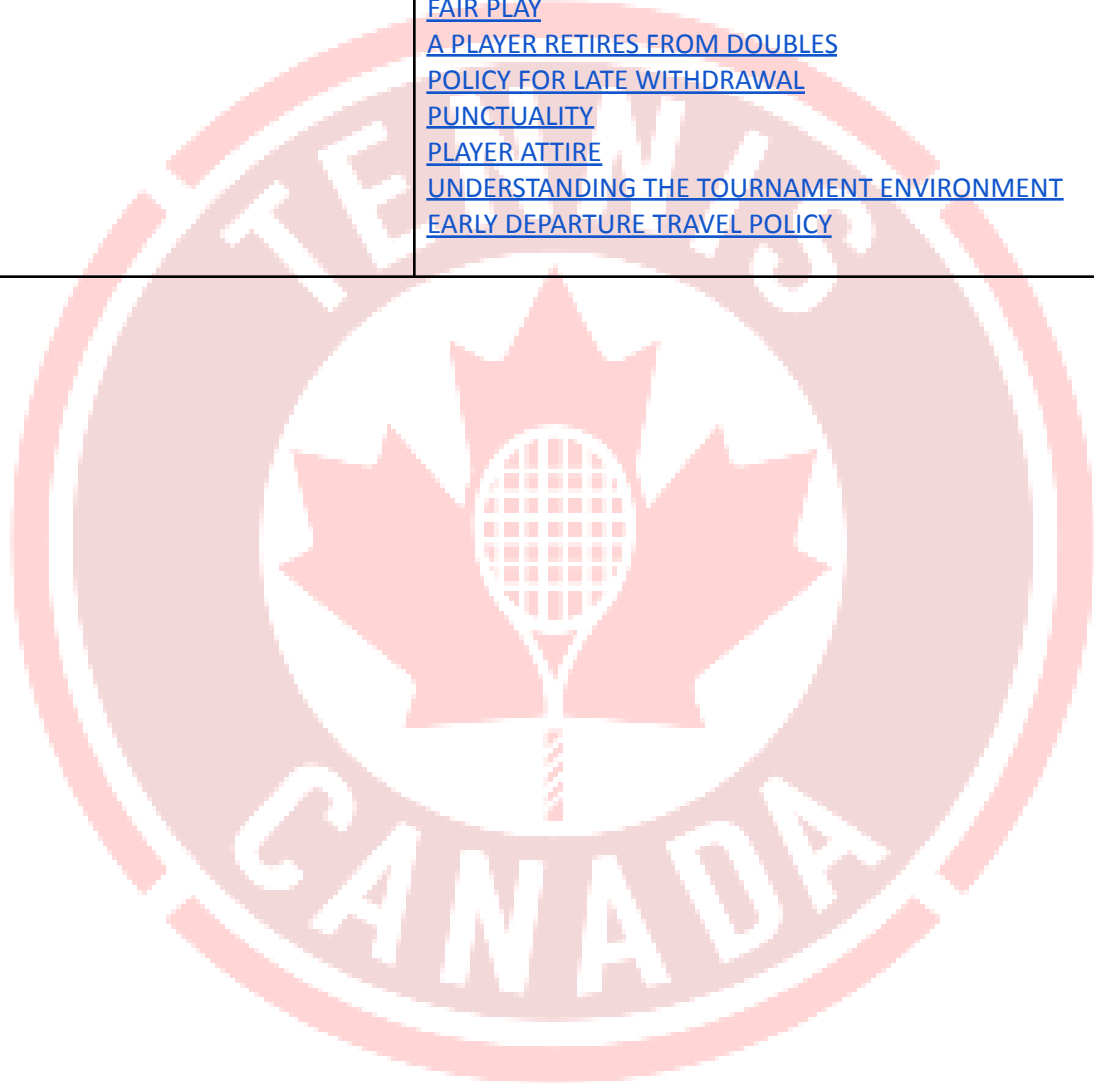 FAIR PLAY
A PLAYER RETIRES FROM DOUBLES
POLICY FOR LATE WITHDRAWAL
PUNCTUALITY
PLAYER ATTIRE
UNDERSTANDING THE TOURNAMENT ENVIRONMENT
EARLY DEPARTURE TRAVEL POLICY
TENNIS
CANADA